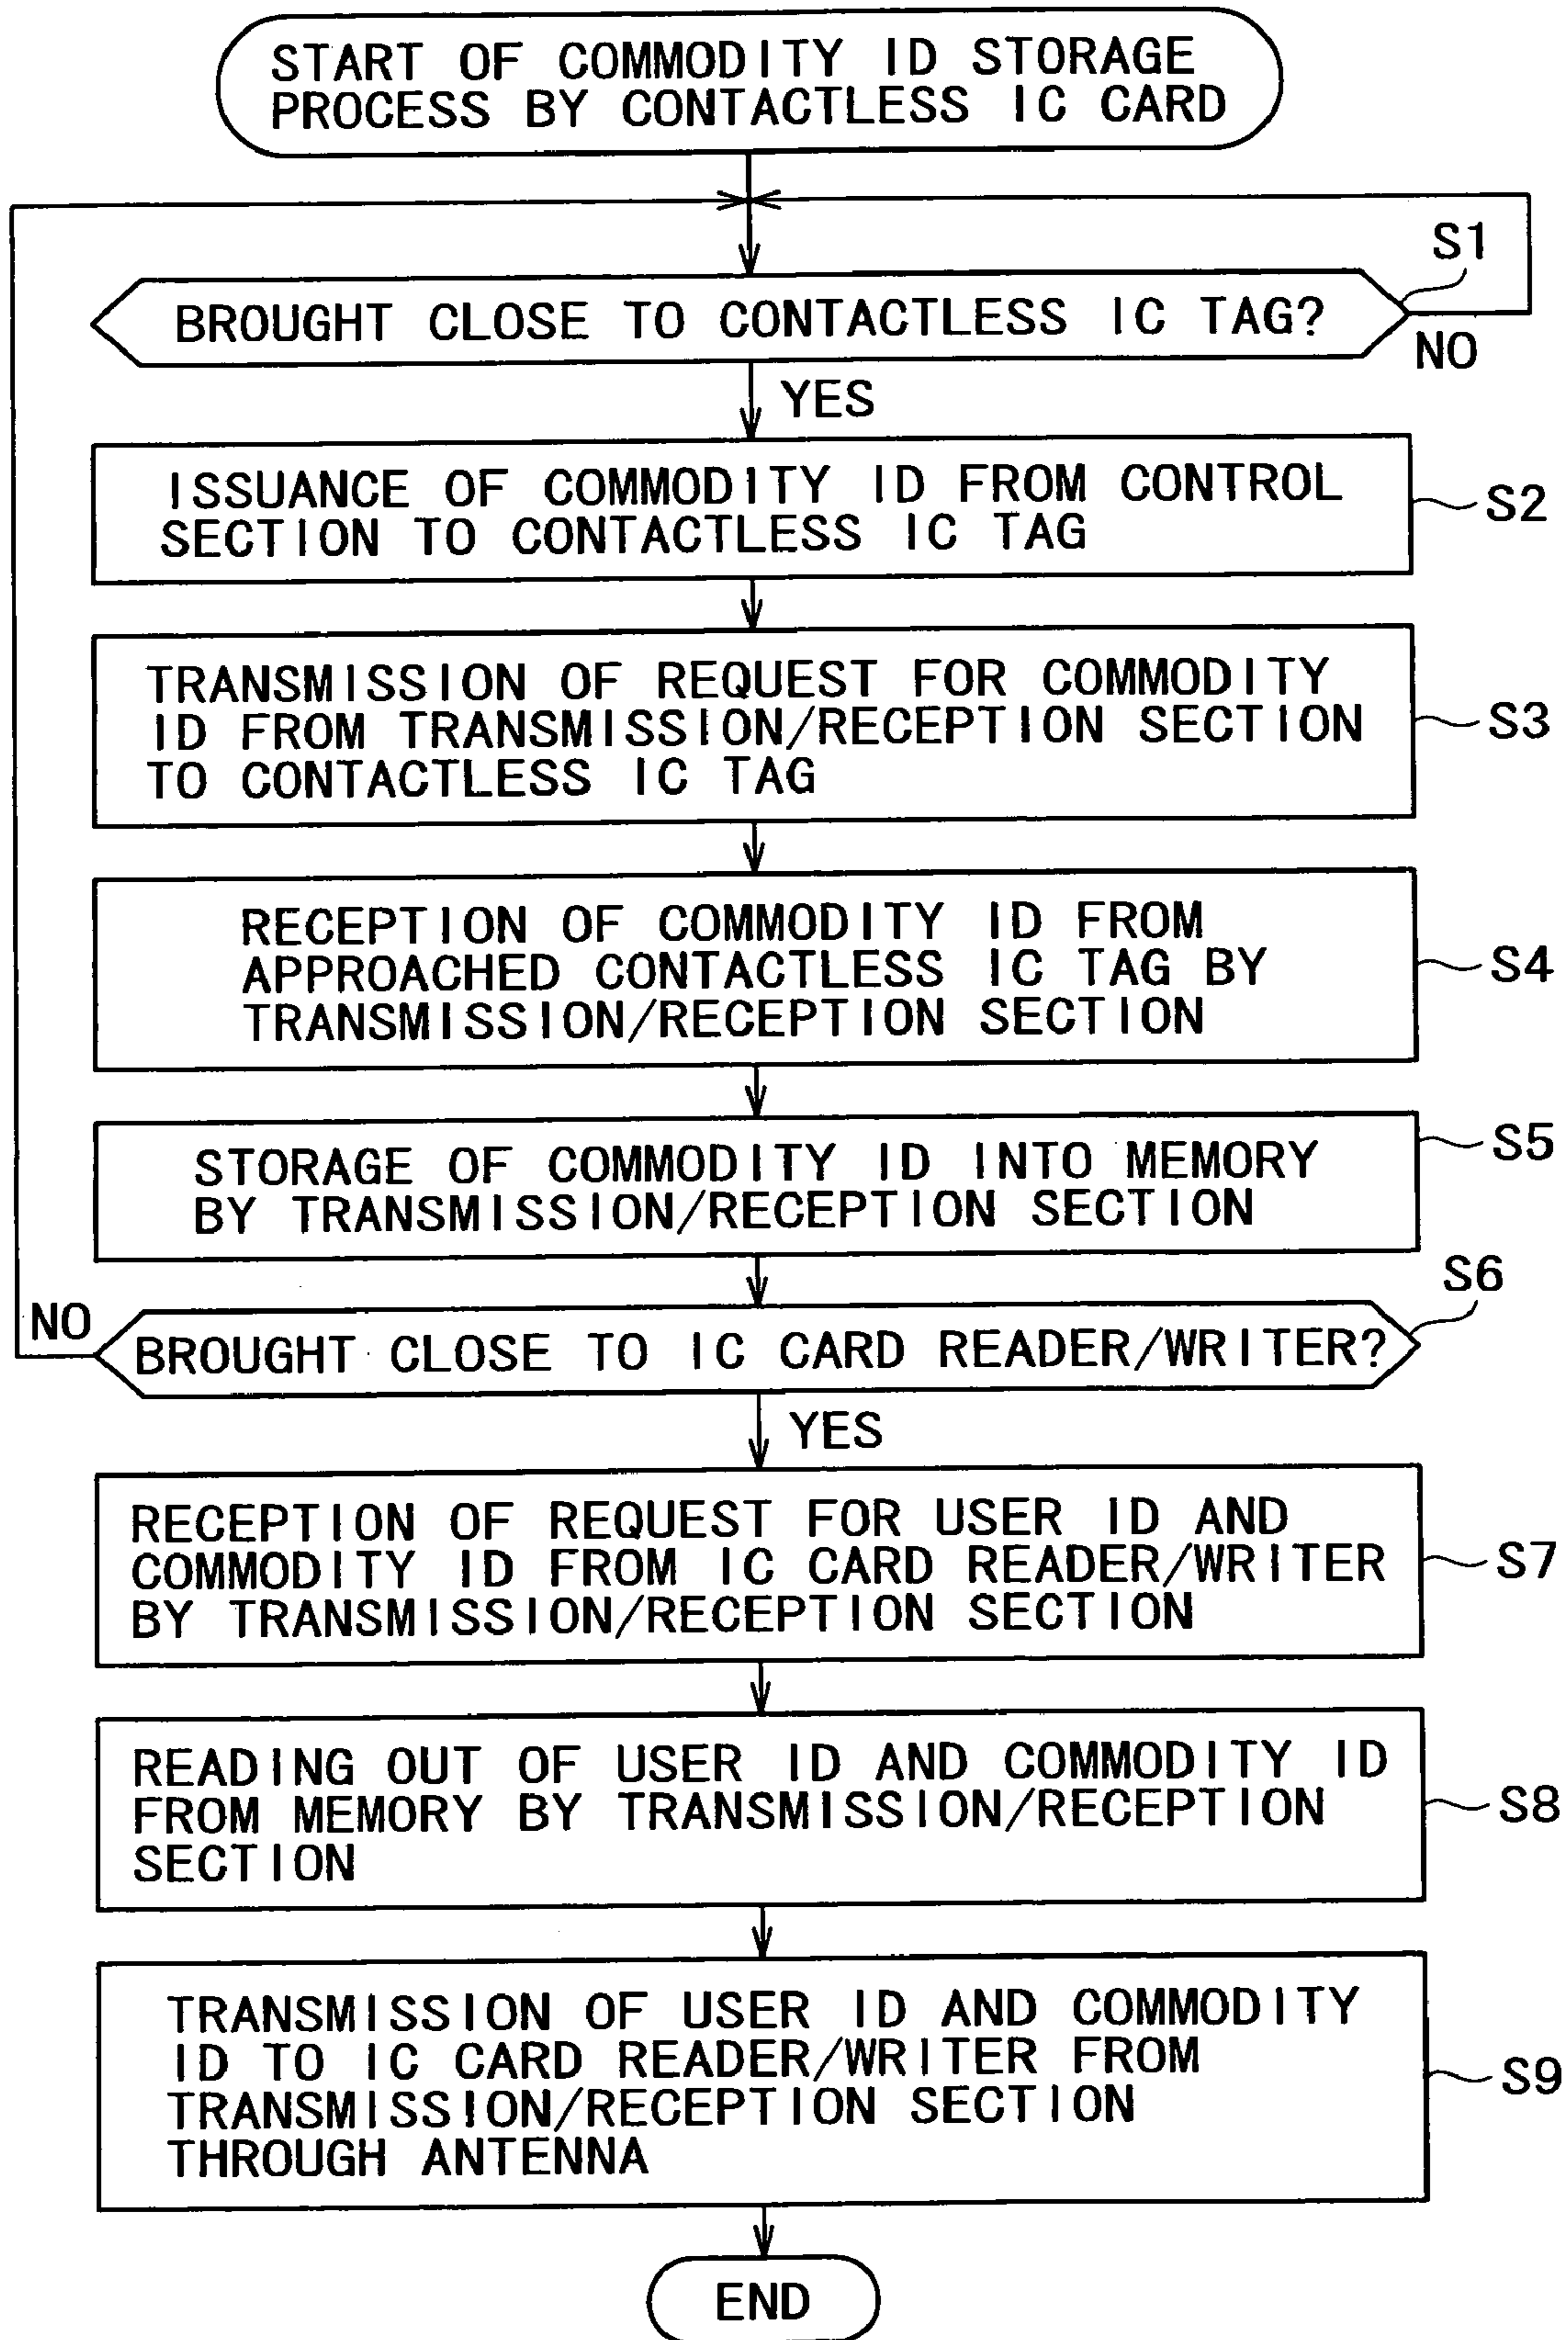 START OF COMMODITY ID STORAGE
PROCESS BY CONTACTLESS IC CARD
S1
BROUGHT CLOSE TO CONTACTLESS IC TAG?
NO
YES
ISSUANCE OF COMMODITY ID FROM CONTROL
SECTION TO CONTACTLESS IC TAG
S2
TRANSMISSION OF REQUEST FOR COMMODITY
ID FROM TRANSMISSION/RECEPTION SECTION
TO CONTACTLESS IC TAG
S3
RECEPTION OF COMMODITY ID FROM
APPROACHED CONTACTLESS IC TAG BY
TRANSMISSION/RECEPTION SECTION
S4
STORAGE OF COMMODITY ID INTO MEMORY
BY TRANSMISSION/RECEPTION SECTION
S5
S6
NO
BROUGHT CLOSE TO IC CARD READER/WRITER?
YES
RECEPTION OF REQUEST FOR USER ID AND
COMMODITY ID FROM IC CARD READER/WRITER
BY TRANSMISSION/RECEPTION SECTION
S7
READING OUT OF USER ID AND COMMODITY ID
FROM MEMORY BY TRANSMISSION/RECEPTION
SECTION
S8
TRANSMISSION OF USER ID AND COMMODITY
ID TO IC CARD READER/WRITER FROM
TRANSMISSION/RECEPTION SECTION
THROUGH ANTENNA
S9
END